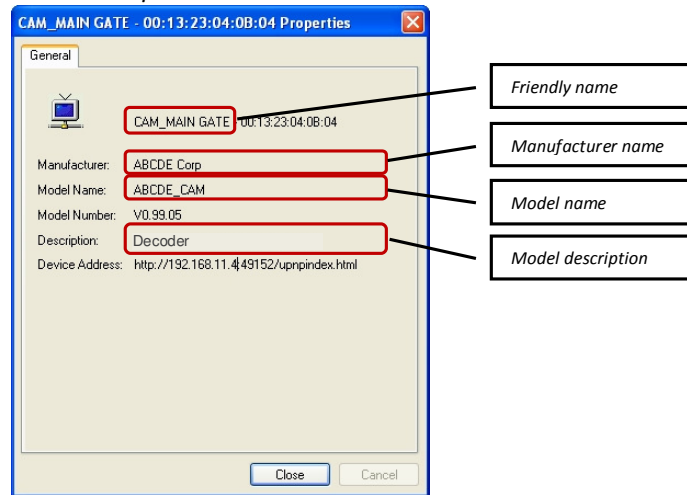 CAM_MAIN GATE - 00:13:23:04:0B:04 Properties
General
CAM_MAIN GATE - 00:13:23:04:0B:04
Friendly name
Manufacturer: ABCDE Corp
Manufacturer name
Model Name: ABCDE_CAM
Model name
Model Number: V0.99.05
Description: Decoder
Model description
Device Address: http://192.168.11.4:49152/upnpindex.html
Close
Cancel